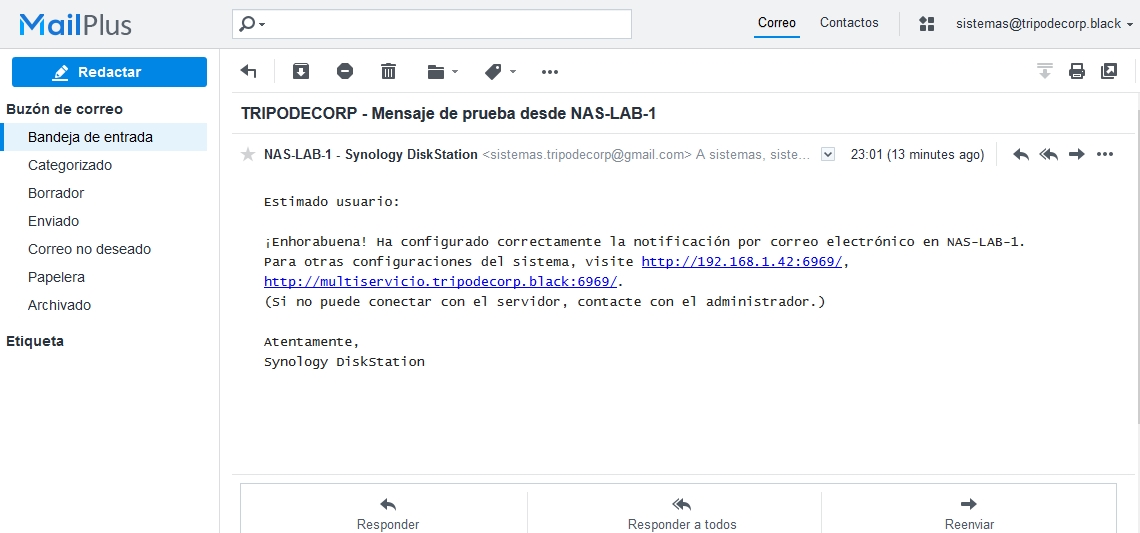 MailPlus
Correo
Contactos
sistemas@tripodecorp.black
Redactar
Buzón de correo
Bandeja de entrada
Categorizado
Borrador
Enviado
Correo no deseado
Papelera
Archivado
Etiqueta
TRIPODECORP - Mensaje de prueba desde NAS-LAB-1
NAS-LAB-1 - Synology DiskStation <sistemas.tripodecorp@gmail.com> A sistemas, siste... 23:01 (13 minutes ago)
Estimado usuario:
¡Enhorabuena! Ha configurado correctamente la notificación por correo electrónico en NAS-LAB-1.
Para otras configuraciones del sistema, visite http://192.168.1.42:6969/,
http://multiservicio.tripodecorp.black:6969/.
(Si no puede conectar con el servidor, contacte con el administrador.)
Atentamente,
Synology DiskStation
Responder
Responder a todos
Reenviar